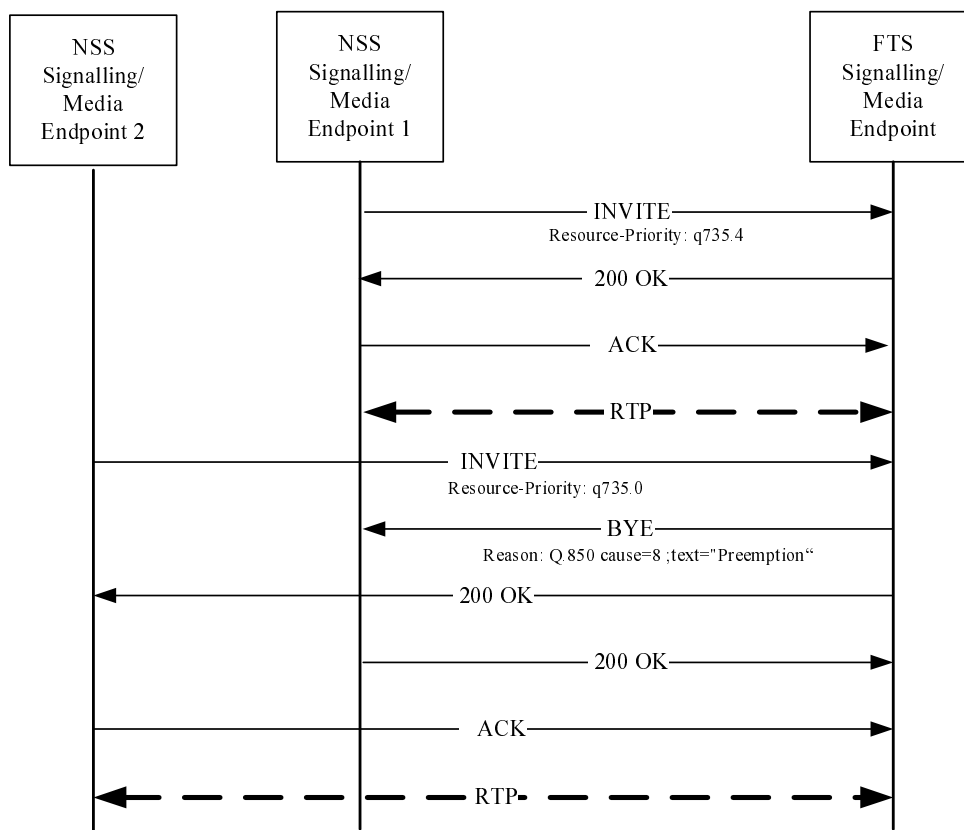 NSS
Signalling/
Media
Endpoint 2
NSS
Signalling/
Media
Endpoint 1
FTS
Signalling/
Media
Endpoint
INVITE
Resource-Priority: q735.4
200 OK
ACK
RTP
INVITE
Resource-Priority: q735.0
BYE
Reason: Q.850 cause=8 ;text="Preemption“
200 OK
200 OK
ACK
RTP